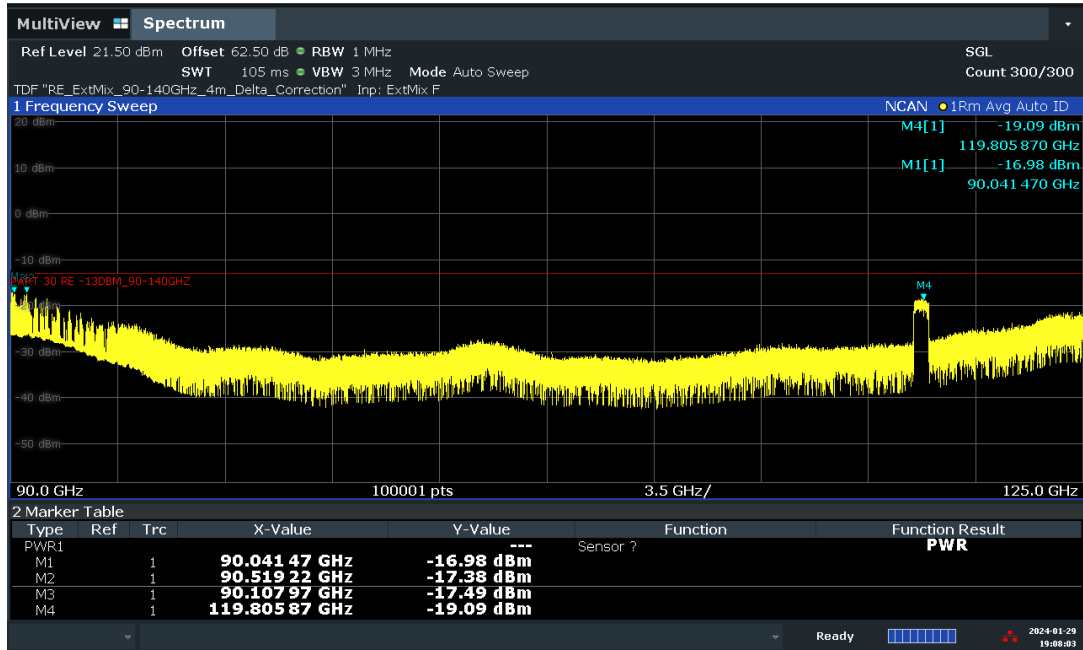 MultiView Spectrum
Ref Level 21.50 dBm Offset 62.50 dB RBW 1 MHz SGL
SWT 105 ms VBW 3 MHz Mode Auto Sweep Count 300/300
TDF "RE_ExtMix_90-140GHz_4m_Delta_Correction" Inp: ExtMix F
1 Frequency Sweep NCAN 1Rm Avg Auto ID
20 dBm
M4[1] -19.09 dBm
119.805 870 GHz
10 dBm
M1[1] -16.98 dBm
90.041 470 GHz
0 dBm
-10 dBm
PART 30 RE -13DBM_90-140GHZ
M4
-30 dBm
-40 dBm
-50 dBm
90.0 GHz 100001 pts 3.5 GHz/ 125.0 GHz
2 Marker Table
Type Ref Trc X-Value Y-Value Function Function Result
PWR1 --- Sensor ? PWR
M1 1 90.041 47 GHz -16.98 dBm
M2 1 90.519 22 GHz -17.38 dBm
M3 1 90.107 97 GHz -17.49 dBm
M4 1 119.805 87 GHz -19.09 dBm
Ready 2024-01-29
19:08:03